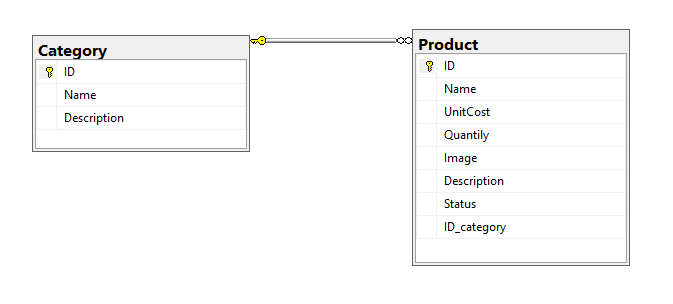 Category
ID
Name
Description
Product
ID
Name
UnitCost
Quantily
Image
Description
Status
ID_category